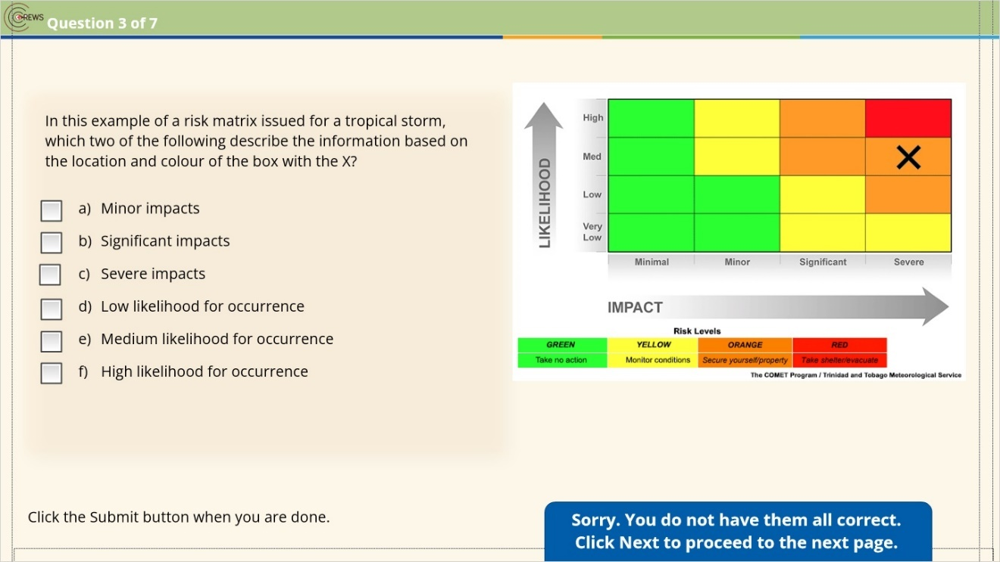 CREWS
Question 3 of 7
In this example of a risk matrix issued for a tropical storm,
which two of the following describe the information based on
the location and colour of the box with the X?
a) Minor impacts
b) Significant impacts
c) Severe impacts
d) Low likelihood for occurrence
e) Medium likelihood for occurrence
f) High likelihood for occurrence
LIKELIHOOD
High
Med
Low
Very
Low
X
Minimal Minor Significant Severe
IMPACT
Risk Levels
GREEN YELLOW ORANGE RED
Take no action Monitor conditions Secure yourself/property Take shelter/evacuate
The COMET Program / Trinidad and Tobago Meteorological Service
Click the Submit button when you are done.
Sorry. You do not have them all correct.
Click Next to proceed to the next page.